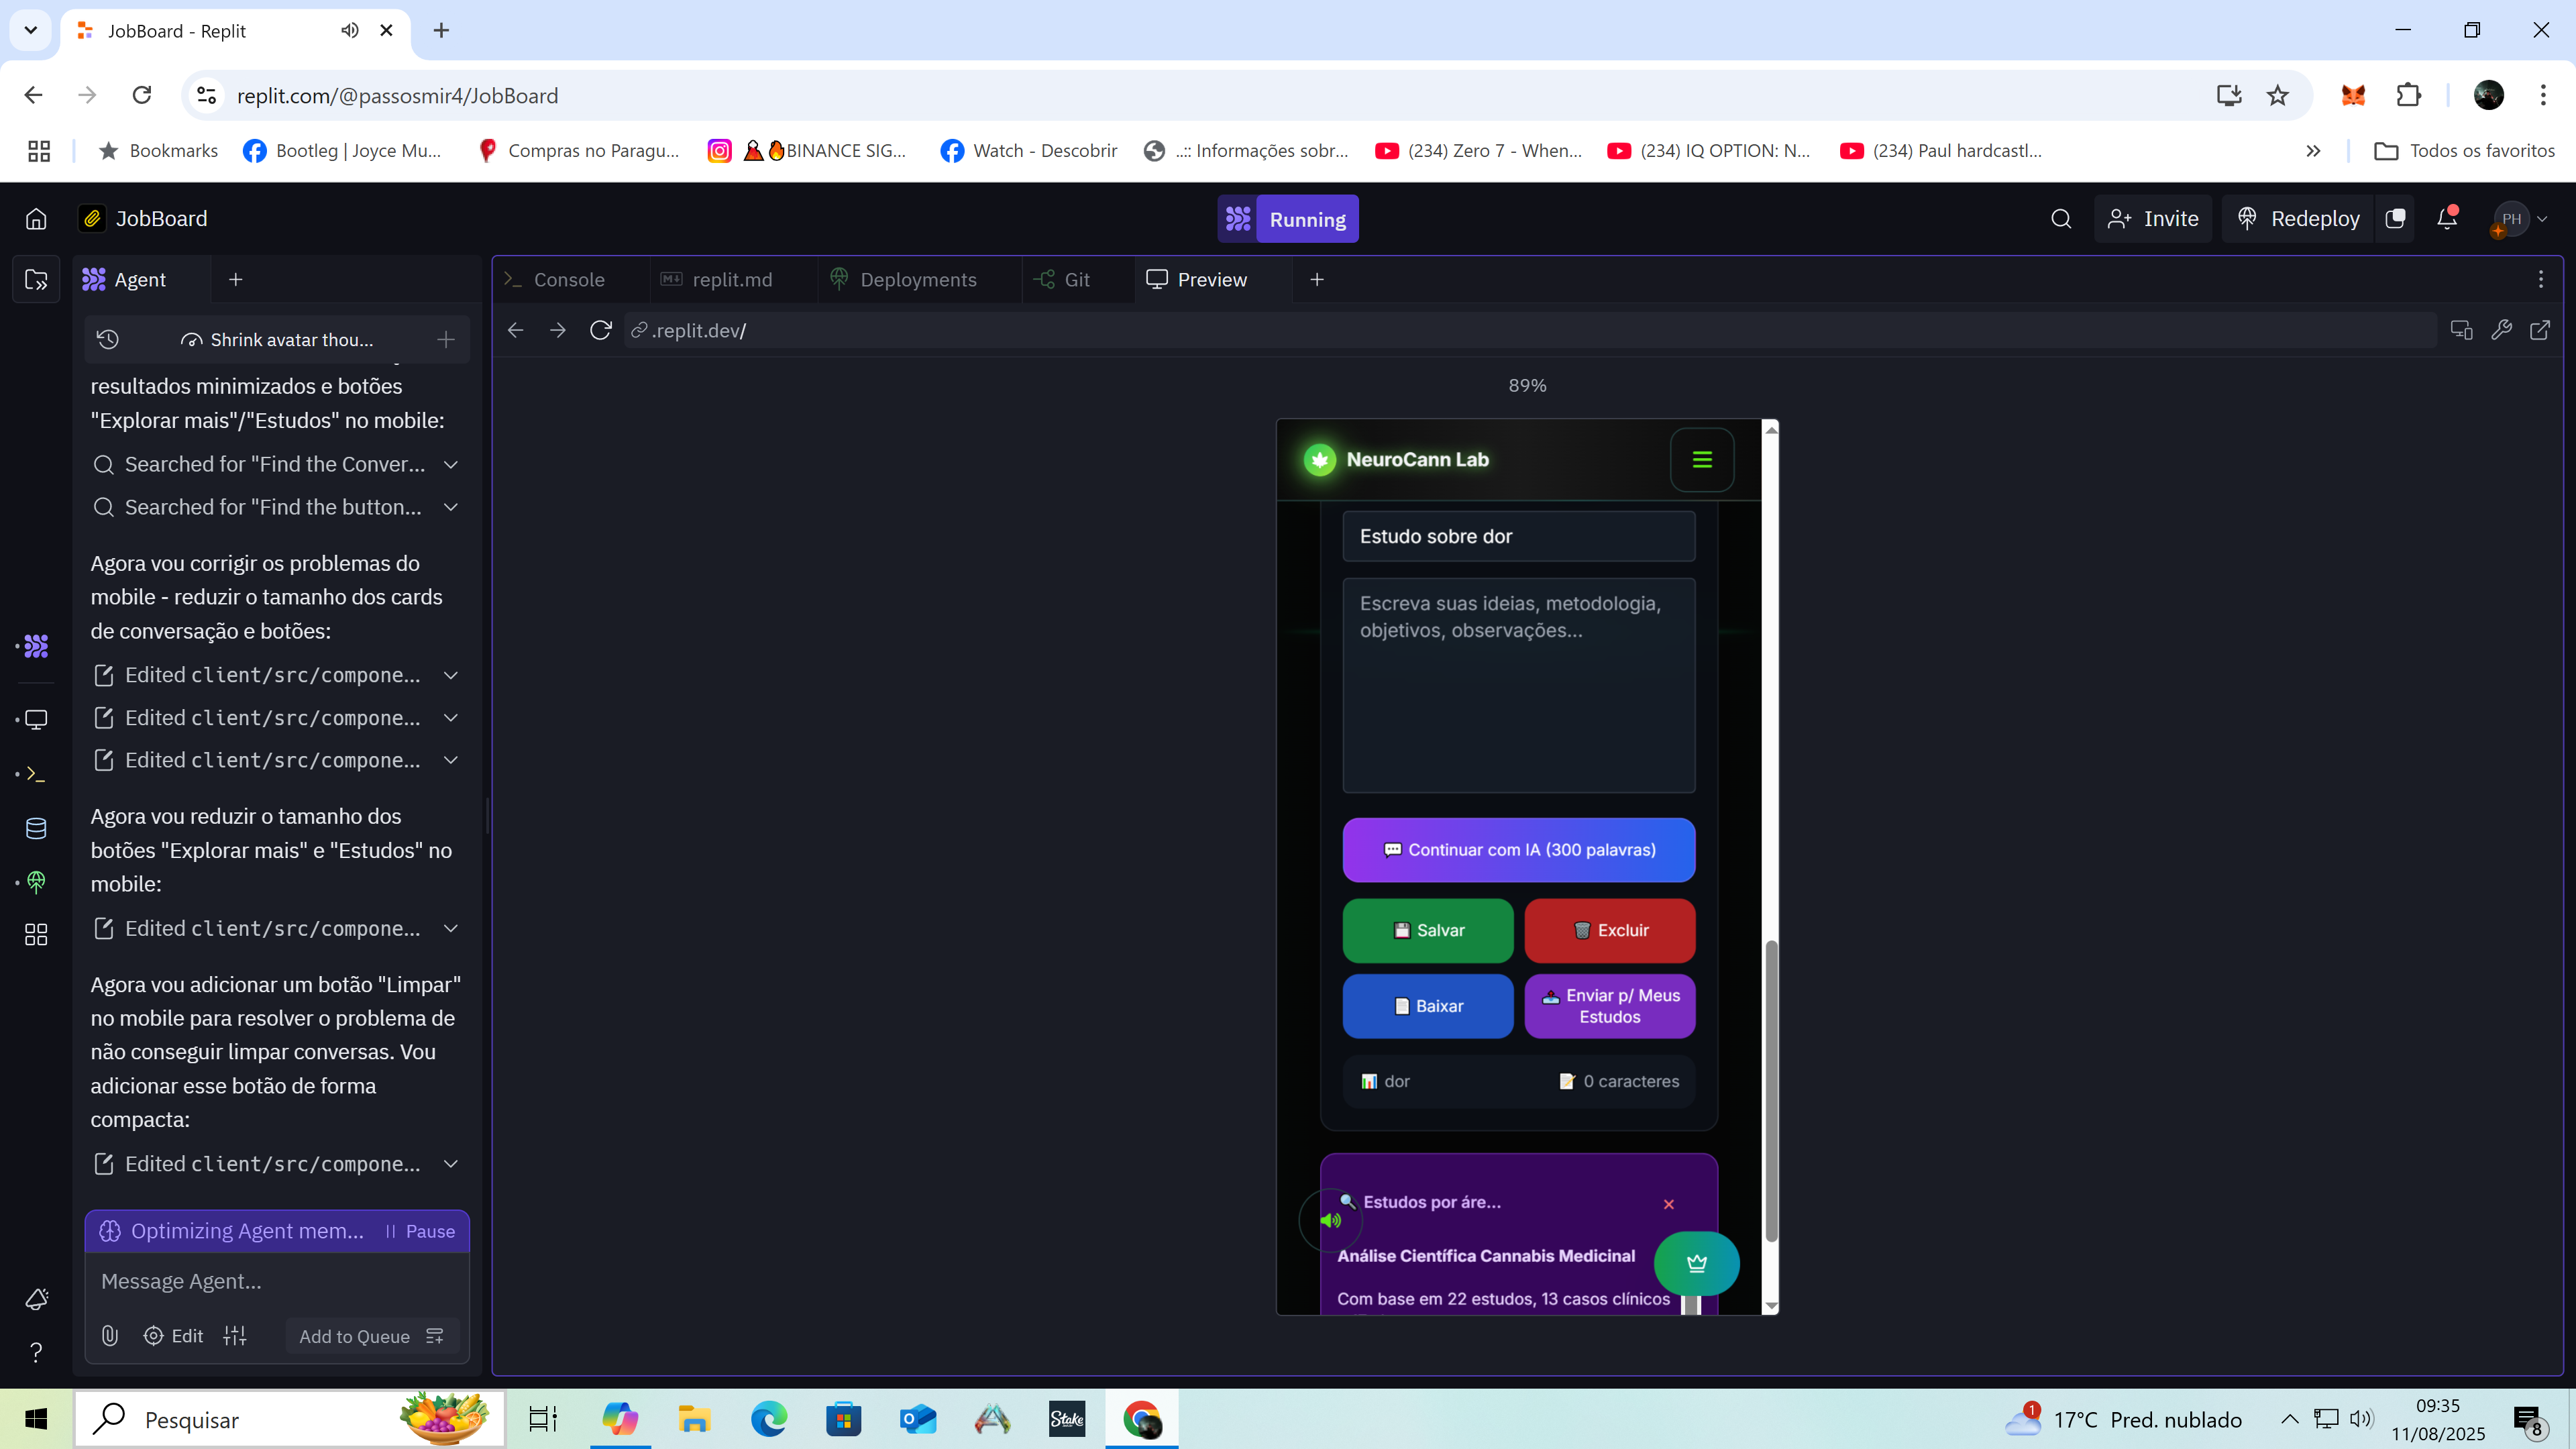 JobBoard - Replit
replit.com/@passosmir4/JobBoard
Bookmarks
Bootleg | Joyce Mu...
Compras no Paragu...
BINANCE SIG...
Watch - Descobrir
..:: Informações sobr...
(234) Zero 7 - When...
(234) IQ OPTION: N...
(234) Paul hardcastl...
Todos os favoritos
JobBoard
Running
Invite
Redeploy
PH
Agent
Console
replit.md
Deployments
Git
Preview
Shrink avatar thou...
.replit.dev/
89%
resultados minimizados e botões
"Explorar mais"/"Estudos" no mobile:
Searched for "Find the Conver...
Searched for "Find the button...
Agora vou corrigir os problemas do
mobile - reduzir o tamanho dos cards
de conversação e botões:
Edited client/src/compone...
Edited client/src/compone...
Edited client/src/compone...
Agora vou reduzir o tamanho dos
botões "Explorar mais" e "Estudos" no
mobile:
Edited client/src/compone...
Agora vou adicionar um botão "Limpar"
no mobile para resolver o problema de
não conseguir limpar conversas. Vou
adicionar esse botão de forma
compacta:
Edited client/src/compone...
Optimizing Agent mem...
Pause
Message Agent...
Edit
Add to Queue
NeuroCann Lab
Estudo sobre dor
Escreva suas ideias, metodologia,
objetivos, observações...
Continuar com IA (300 palavras)
Salvar
Excluir
Baixar
Enviar p/ Meus
Estudos
dor
0 caracteres
Estudos por áre...
Análise Científica Cannabis Medicinal
Com base em 22 estudos, 13 casos clínicos
Pesquisar
Stake
1
17°C Pred. nublado
09:35
11/08/2025
8